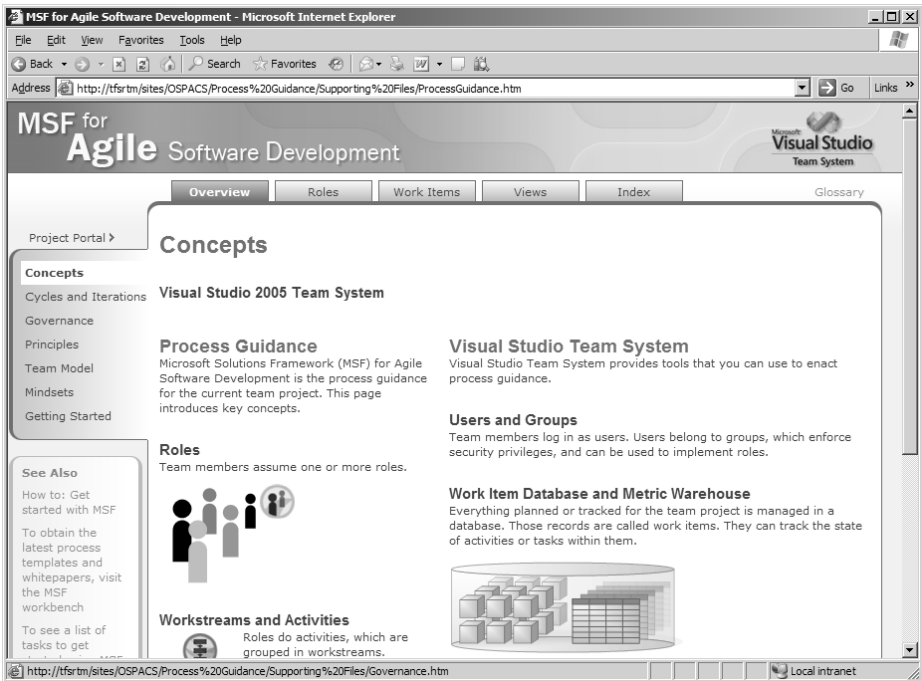 MSF for Agile Software Development - Microsoft Internet Explorer
File Edit View Favorites Tools Help
Back Search Favorites
Address http://tfsrtm/sites/OSPACS/Process%20Guidance/Supporting%20Files/ProcessGuidance.htm Go Links »
MSF for
Agile Software Development
Microsoft
Visual Studio
Team System
Overview Roles Work Items Views Index Glossary
Project Portal >
Concepts
Cycles and Iterations
Governance
Principles
Team Model
Mindsets
Getting Started
See Also
How to: Get
started with MSF
To obtain the
latest process
templates and
whitepapers, visit
the MSF
workbench
To see a list of
tasks to get
Concepts
Visual Studio 2005 Team System
Process Guidance
Microsoft Solutions Framework (MSF) for Agile
Software Development is the process guidance
for the current team project. This page
introduces key concepts.
Roles
Team members assume one or more roles.
Workstreams and Activities
Roles do activities, which are
grouped in workstreams.
Visual Studio Team System
Visual Studio Team System provides tools that you can use to enact
process guidance.
Users and Groups
Team members log in as users. Users belong to groups, which enforce
security privileges, and can be used to implement roles.
Work Item Database and Metric Warehouse
Everything planned or tracked for the team project is managed in a
database. Those records are called work items. They can track the state
of activities or tasks within them.
http://tfsrtm/sites/OSPACS/Process%20Guidance/Supporting%20Files/Governance.htm Local intranet